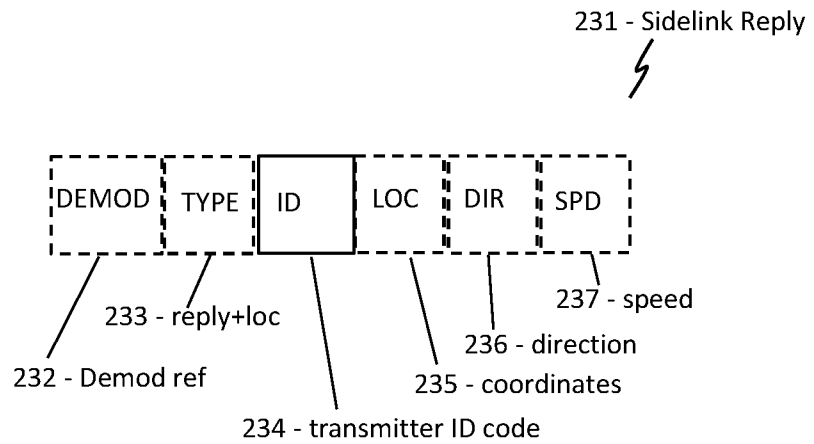 231 - Sidelink Reply
DEMOD TYPE ID LOC DIR SPD
237 - speed
233 - reply+loc
236 - direction
232 - Demod ref
235 - coordinates
234 - transmitter ID code